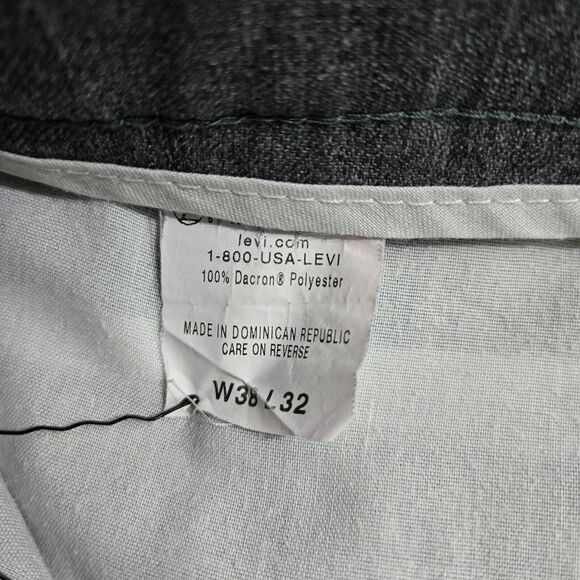 levi.com
1-800-USA-LEVI
100% Dacron® Polyester
MADE IN DOMINICAN REPUBLIC
CARE ON REVERSE
W38 L32